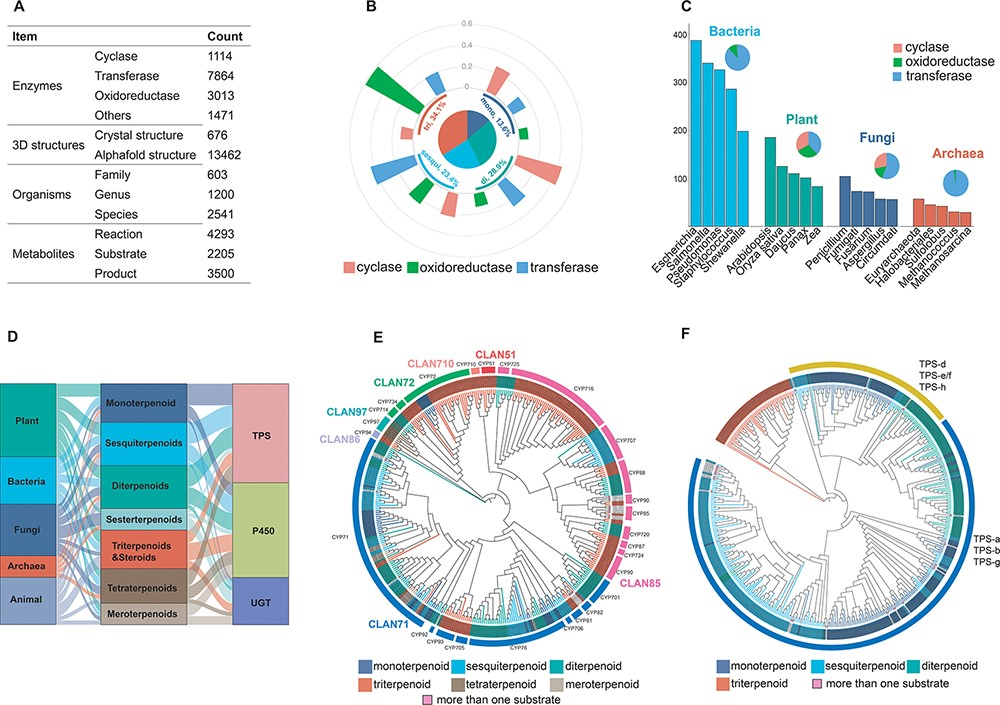 A
Item Count
Enzymes
Cyclase 1114
Transferase 7864
Oxidoreductase 3013
Others 1471
3D structures
Crystal structure 676
Alphafold structure 13462
Organisms
Family 603
Genus 1200
Species 2541
Metabolites
Reaction 4293
Substrate 2205
Product 3500
B
0.6
0.4
0.2
0
tri, 34.1%
mono, 13.6%
sesqui, 23.4%
di, 28.9%
cyclase oxidoreductase transferase
C
400
300
200
100
Bacteria
Plant
Fungi
Archaea
cyclase
oxidoreductase
transferase
Escherichia
Salmonella
Pseudomonas
Staphylococcus
Shewanella
Arabidopsis
Oryza sativa
Daucus
Panax
Zea
Penicillium
Fumigati
Fusarium
Aspergillus
Circumdati
Euryarchaeota
Halobacteriales
Sulfolobus
Methanococcus
Methanosarcina
D
Plant
Bacteria
Fungi
Archaea
Animal
Monoterpenoid
Sesquiterpenoids
Diterpenoids
Sesterterpenoids
Triterpenoids
&Steroids
Tetraterpenoids
Meroterpenoids
TPS
P450
UGT
E
CLAN51
CLAN710
CLAN72
CLAN97
CLAN86
CLAN71
CLAN85
CYP710
CYP51
CYP725
CYP716
CYP707
CYP88
CYP90
CYP85
CYP720
CYP87
CYP724
CYP90
CYP701
CYP82
CYP81
CYP706
CYP76
CYP705
CYP93
CYP92
CYP71
CYP94
CYP97
CYP714
CYP734
CYP72
monoterpenoid sesquiterpenoid diterpenoid
triterpenoid tetraterpenoid meroterpenoid
more than one substrate
F
TPS-d
TPS-e/f
TPS-h
TPS-a
TPS-b
TPS-g
monoterpenoid sesquiterpenoid diterpenoid
triterpenoid more than one substrate